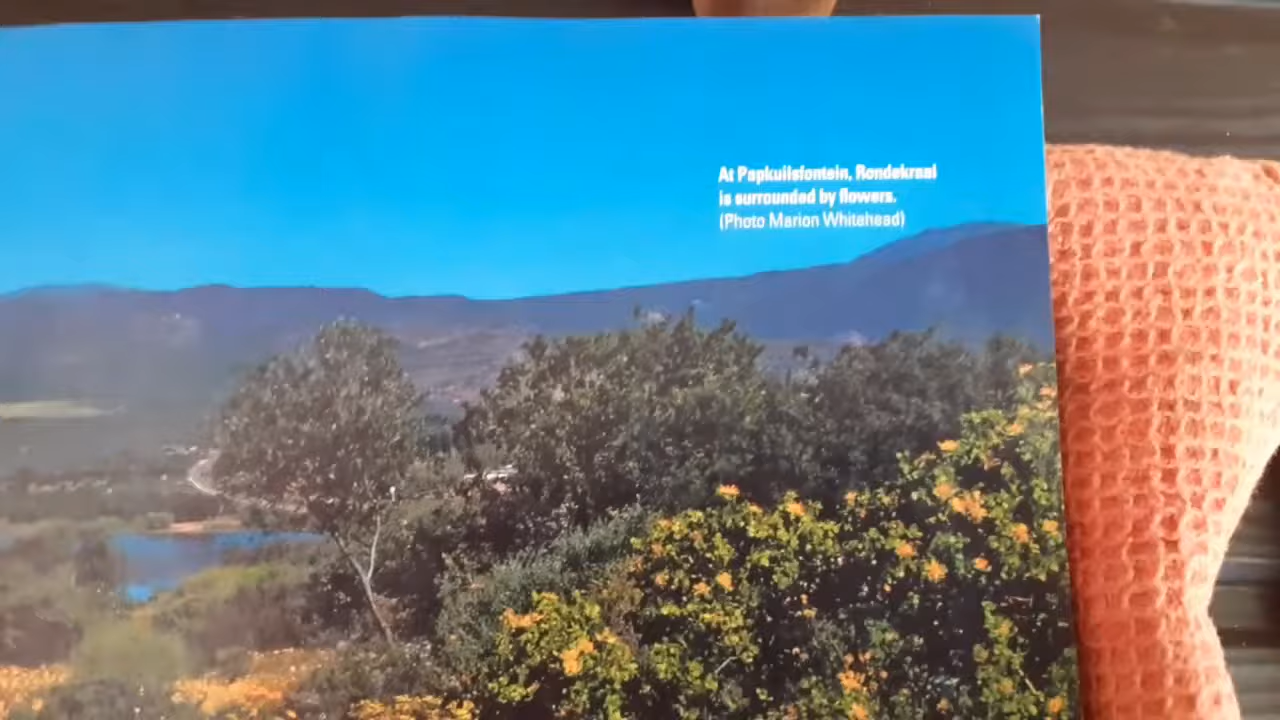 At Papkuilsfontein, Rondekraal
is surrounded by flowers.
(Photo Marion Whitehead)